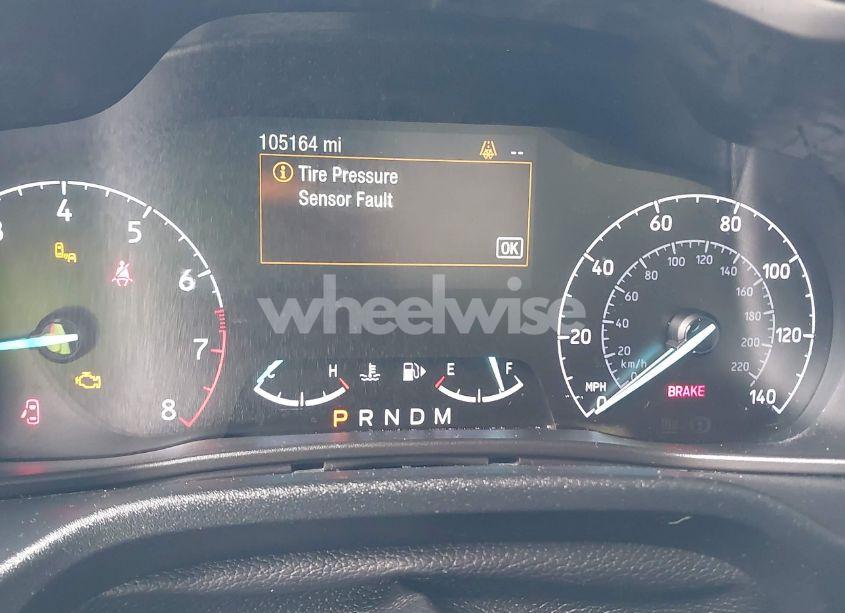 105164 mi
--
i Tire Pressure
Sensor Fault
OK
wheelwise
3 4 5 6 7 8
C H
E F
P R N D M
0 20 40 60 80 100 120 140
MPH
0 20 40 60 80 100 120 140 160 180 200 220
km/h
BRAKE